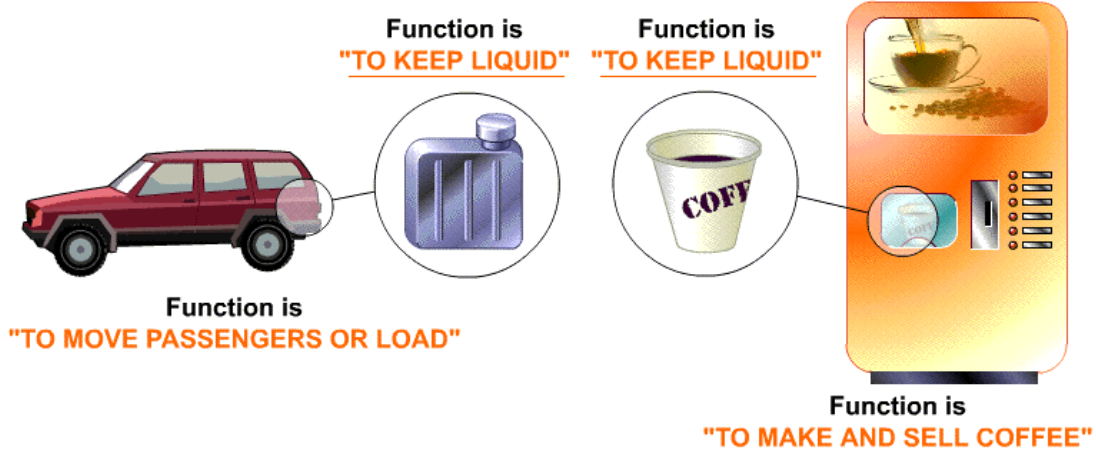 Function is
"TO KEEP LIQUID"
Function is
"TO KEEP LIQUID"
COFF
Function is
"TO MOVE PASSENGERS OR LOAD"
Function is
"TO MAKE AND SELL COFFEE"